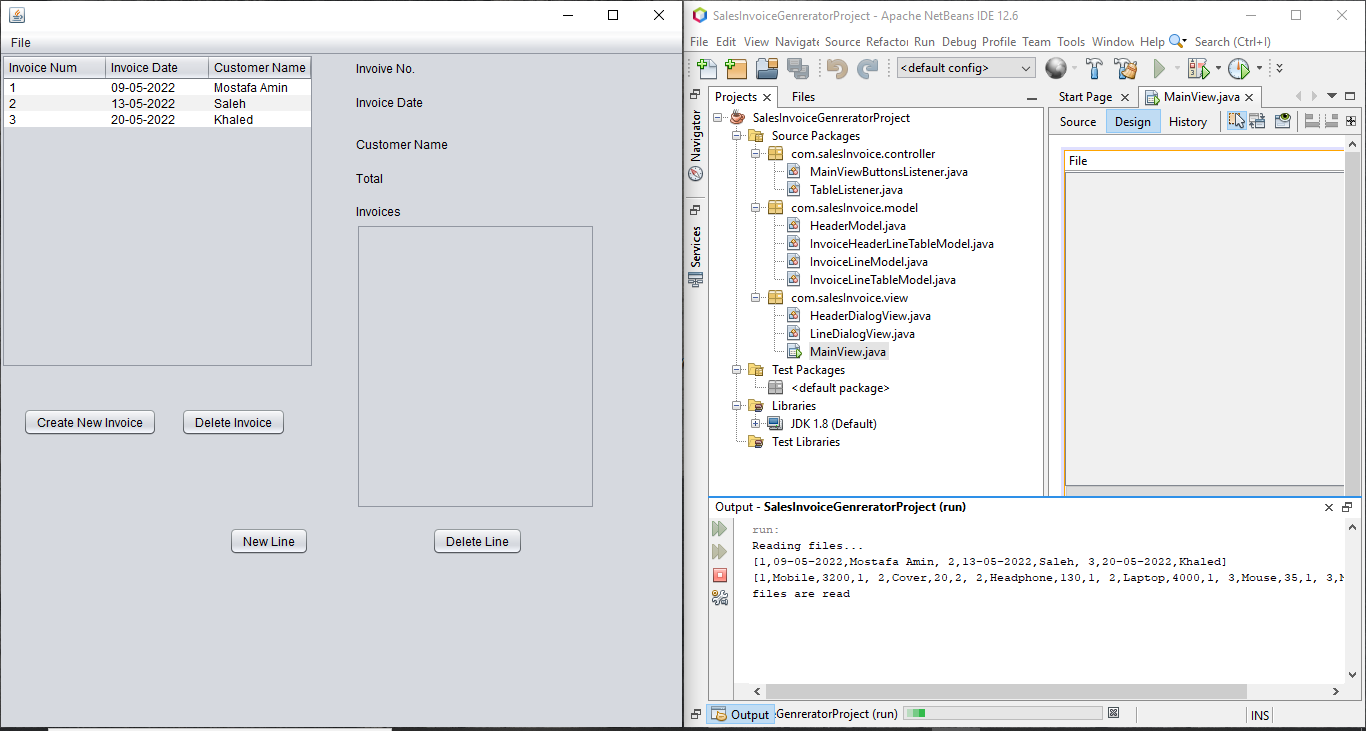 File
Invoice Num Invoice Date Customer Name
1 09-05-2022 Mostafa Amin
2 13-05-2022 Saleh
3 20-05-2022 Khaled
Create New Invoice Delete Invoice
Invoive No.
Invoice Date
Customer Name
Total
Invoices
New Line Delete Line
SalesInvoiceGenreratorProject - Apache NetBeans IDE 12.6
File Edit View Navigate Source Refactor Run Debug Profile Team Tools Window Help Search (Ctrl+I)
<default config>
Navigator
Services
Projects Files
SalesInvoiceGenreratorProject
Source Packages
com.salesInvoice.controller
MainViewButtonsListener.java
TableListener.java
com.salesInvoice.model
HeaderModel.java
InvoiceHeaderLineTableModel.java
InvoiceLineModel.java
InvoiceLineTableModel.java
com.salesInvoice.view
HeaderDialogView.java
LineDialogView.java
MainView.java
Test Packages
<default package>
Libraries
JDK 1.8 (Default)
Test Libraries
Start Page MainView.java
Source Design History
File
Output - SalesInvoiceGenreratorProject (run)
run:
Reading files...
[1,09-05-2022,Mostafa Amin, 2,13-05-2022,Saleh, 3,20-05-2022,Khaled]
[1,Mobile,3200,1, 2,Cover,20,2, 2,Headphone,130,1, 2,Laptop,4000,1, 3,Mouse,35,1, 3,M
files are read
Output eGenreratorProject (run) INS